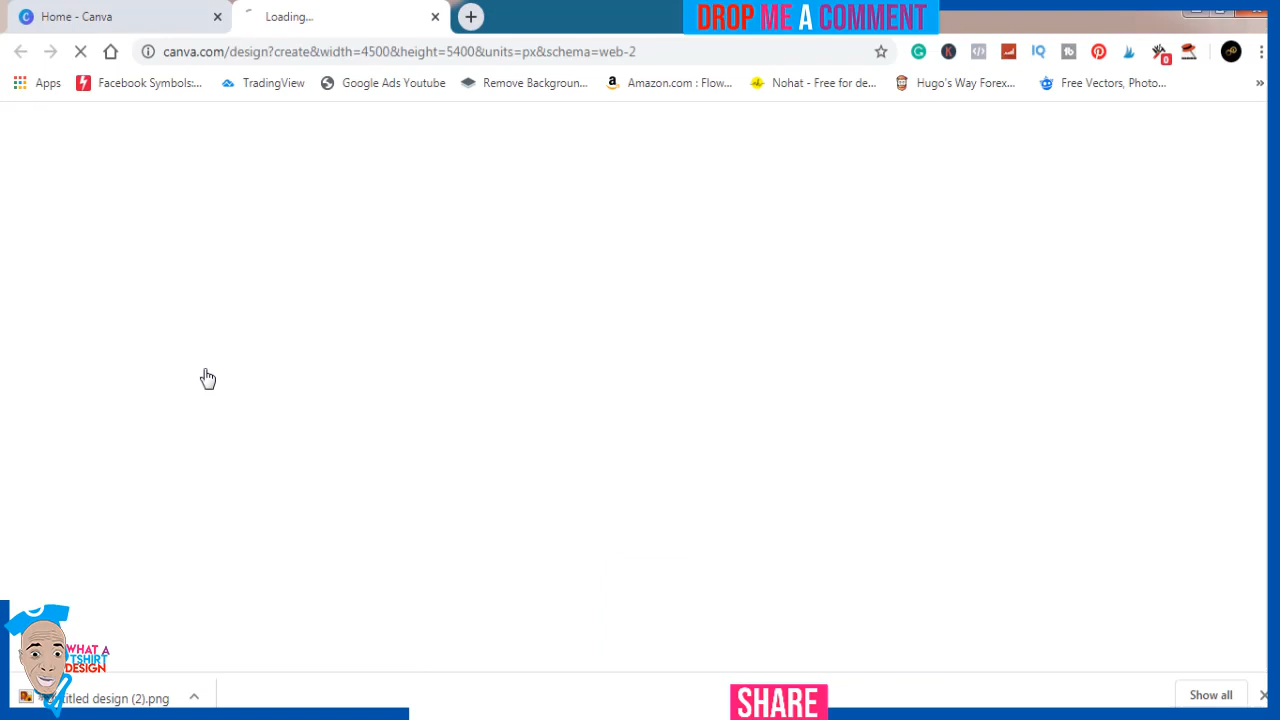 DROP ME A COMMENT
Home - Canva
Loading...
canva.com/design?create&width=4500&height=5400&units=px&schema=web-2
Apps
Facebook Symbols:...
TradingView
Google Ads Youtube
Remove Backgroun...
Amazon.com : Flow...
Nohat - Free for de...
Hugo's Way Forex...
Free Vectors, Photo...
»
WHAT A
TSHIRT
DESIGN
titled design (2).png
SHARE
Show all